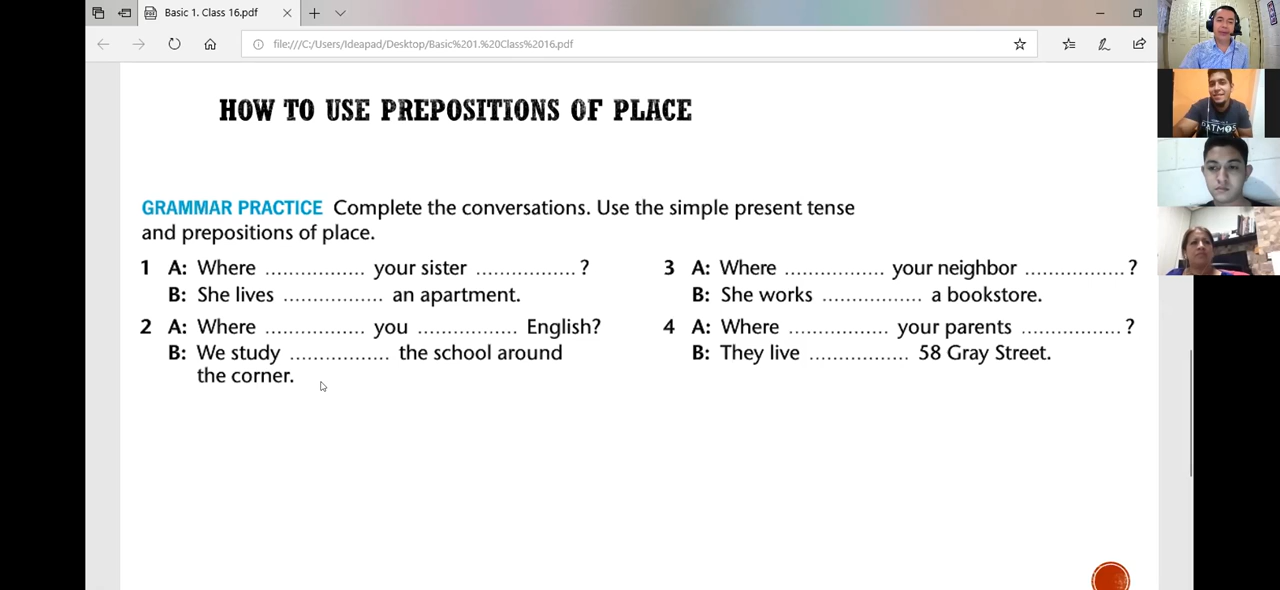 Basic 1. Class 16.pdf
file:///C:/Users/Ideapad/Desktop/Basic%201.%20Class%2016.pdf
HOW TO USE PREPOSITIONS OF PLACE
GRAMMAR PRACTICE Complete the conversations. Use the simple present tense
and prepositions of place.
1 A: Where ................. your sister ................. ?
B: She lives ................. an apartment.
2 A: Where ................. you ................. English?
B: We study ................. the school around
the corner.
3 A: Where ................. your neighbor ................. ?
B: She works ................. a bookstore.
4 A: Where ................. your parents ................. ?
B: They live ................. 58 Gray Street.